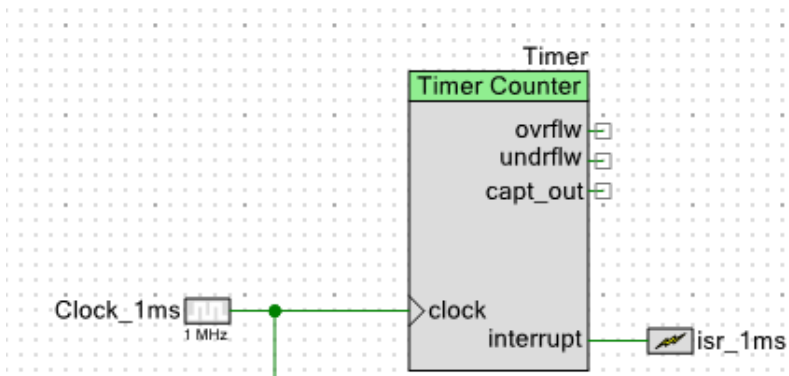 Timer
Timer Counter
ovrflw
undrflw
capt_out
Clock_1ms
1 MHz
clock
interrupt
isr_1ms